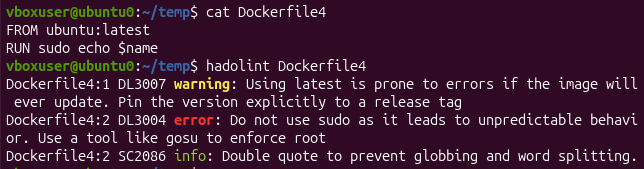 vboxuser@ubuntu0:~/temp$ cat Dockerfile4
FROM ubuntu:latest
RUN sudo echo $name
vboxuser@ubuntu0:~/temp$ hadolint Dockerfile4
Dockerfile4:1 DL3007 warning: Using latest is prone to errors if the image will
 ever update. Pin the version explicitly to a release tag
Dockerfile4:2 DL3004 error: Do not use sudo as it leads to unpredictable behavi
or. Use a tool like gosu to enforce root
Dockerfile4:2 SC2086 info: Double quote to prevent globbing and word splitting.